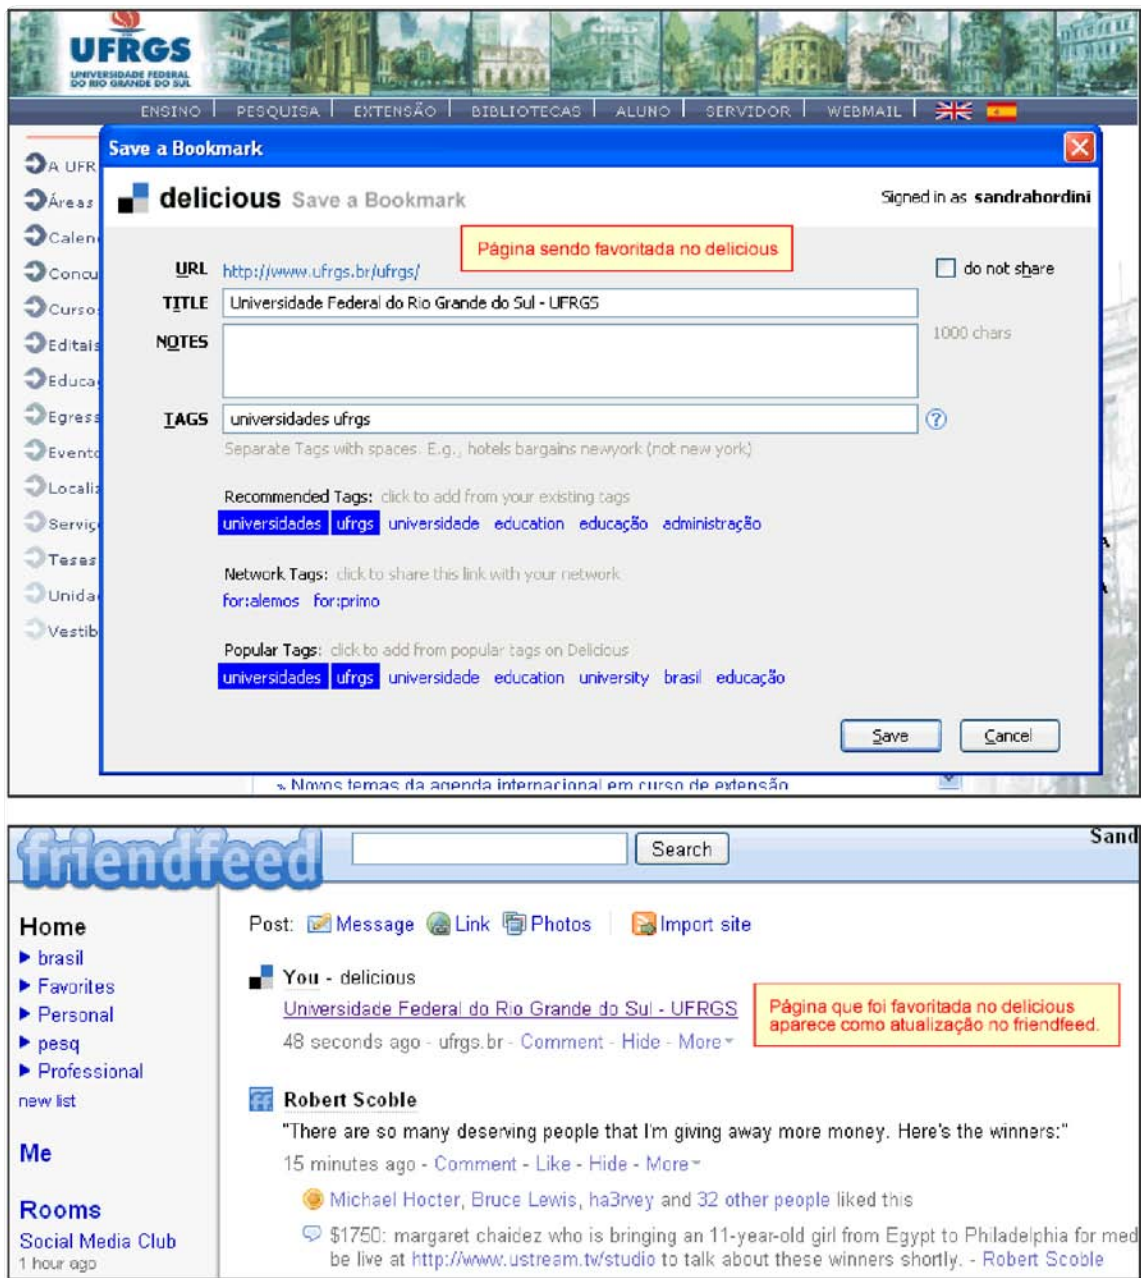 UFRGS
UNIVERSIDADE FEDERAL
DO RIO GRANDE DO SUL
ENSINO | PESQUISA | EXTENSÃO | BIBLIOTECAS | ALUNO | SERVIDOR | WEBMAIL |
Save a Bookmark
A UFR
Áreas
Calen
Concu
Cursos
Editais
Educaç
Egress
Evento
Localiz
Serviç
Teses
Unida
Vestib
delicious Save a Bookmark
Signed in as sandrabordini
Página sendo favoritada no delicious
URL http://www.ufrgs.br/ufrgs/
do not share
TITLE Universidade Federal do Rio Grande do Sul - UFRGS
NOTES
1000 chars
TAGS universidades ufrgs
Separate Tags with spaces. E.g., hotels bargains newyork (not new york)
Recommended Tags: click to add from your existing tags
universidades ufrgs universidade education educação administração
Network Tags: click to share this link with your network
for:alemos for:primo
Popular Tags: click to add from popular tags on Delicious
universidades ufrgs universidade education university brasil educação
Save Cancel
» Novos temas da agenda internacional em curso de extensão
friendfeed
Search
Sand
Home
brasil
Favorites
Personal
pesq
Professional
new list
Me
Rooms
Social Media Club
1 hour ago
Post: Message Link Photos | Import site
You - delicious
Universidade Federal do Rio Grande do Sul - UFRGS
48 seconds ago - ufrgs.br - Comment - Hide - More
Página que foi favoritada no delicious
aparece como atualização no friendfeed.
Robert Scoble
"There are so many deserving people that I'm giving away more money. Here's the winners:"
15 minutes ago - Comment - Like - Hide - More
Michael Hocter, Bruce Lewis, ha3rvey and 32 other people liked this
$1750: margaret chaidez who is bringing an 11-year-old girl from Egypt to Philadelphia for med
be live at http://www.ustream.tv/studio to talk about these winners shortly. - Robert Scoble